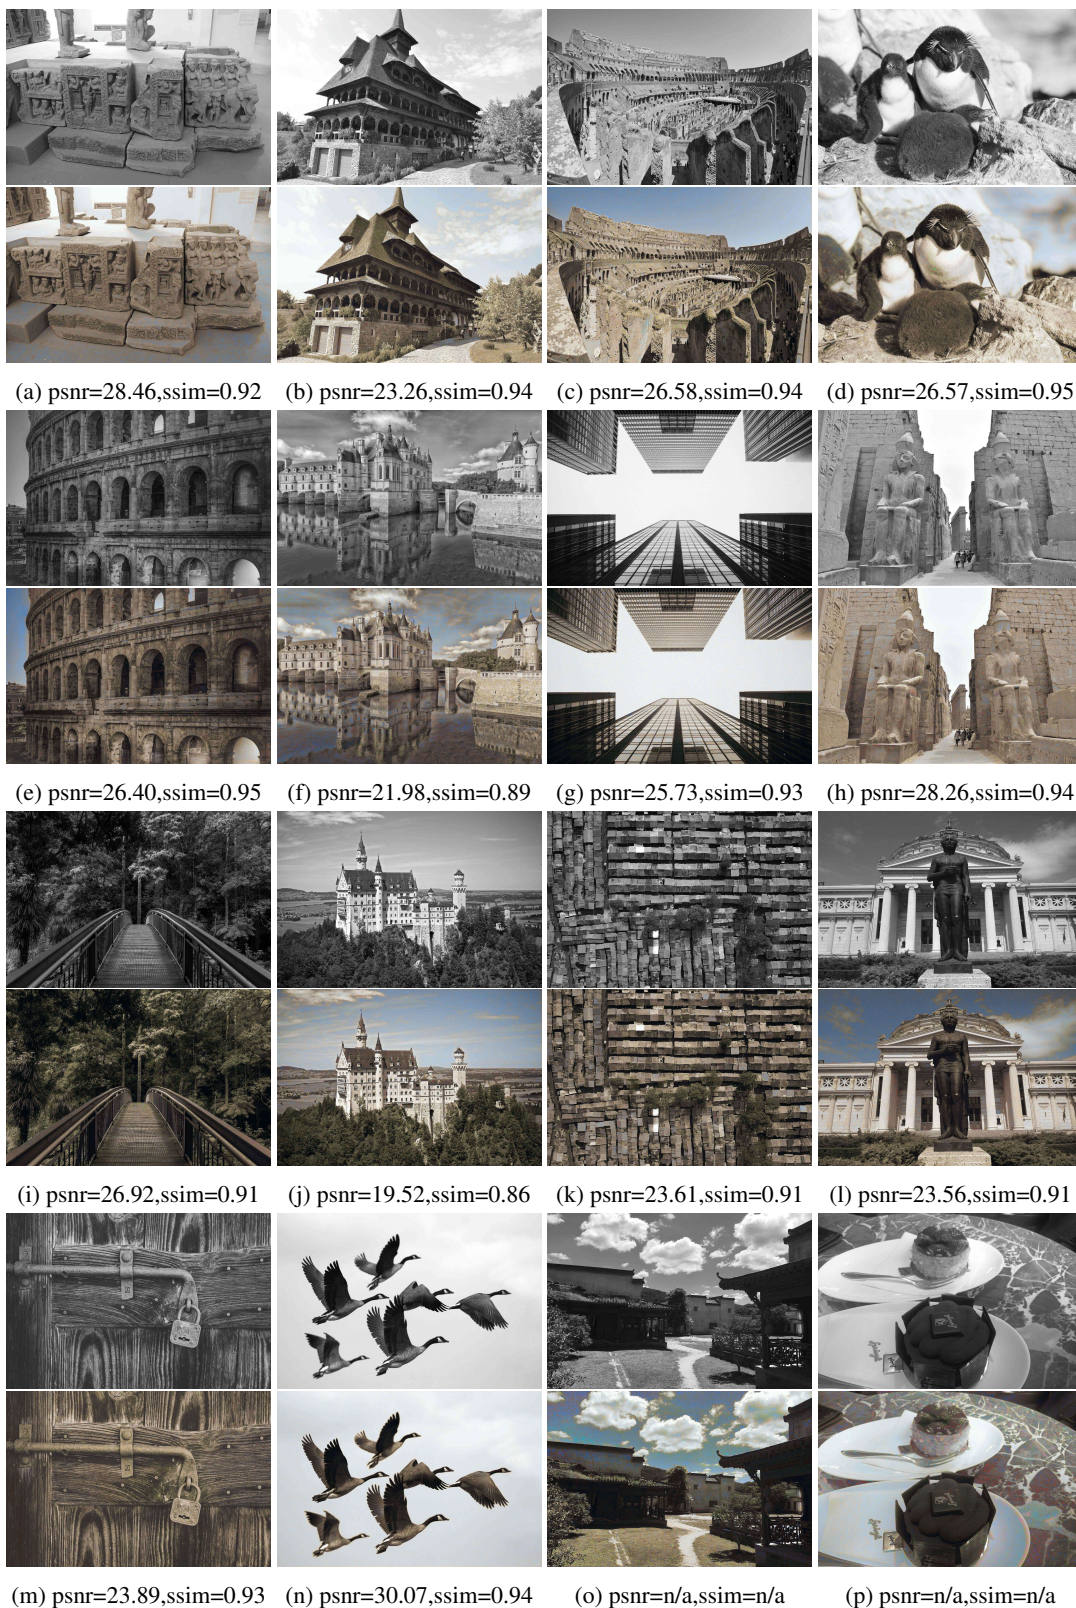 (a) psnr=28.46,ssim=0.92
(b) psnr=23.26,ssim=0.94
(c) psnr=26.58,ssim=0.94
(d) psnr=26.57,ssim=0.95
(e) psnr=26.40,ssim=0.95
(f) psnr=21.98,ssim=0.89
(g) psnr=25.73,ssim=0.93
(h) psnr=28.26,ssim=0.94
(i) psnr=26.92,ssim=0.91
(j) psnr=19.52,ssim=0.86
(k) psnr=23.61,ssim=0.91
(l) psnr=23.56,ssim=0.91
(m) psnr=23.89,ssim=0.93
(n) psnr=30.07,ssim=0.94
(o) psnr=n/a,ssim=n/a
(p) psnr=n/a,ssim=n/a